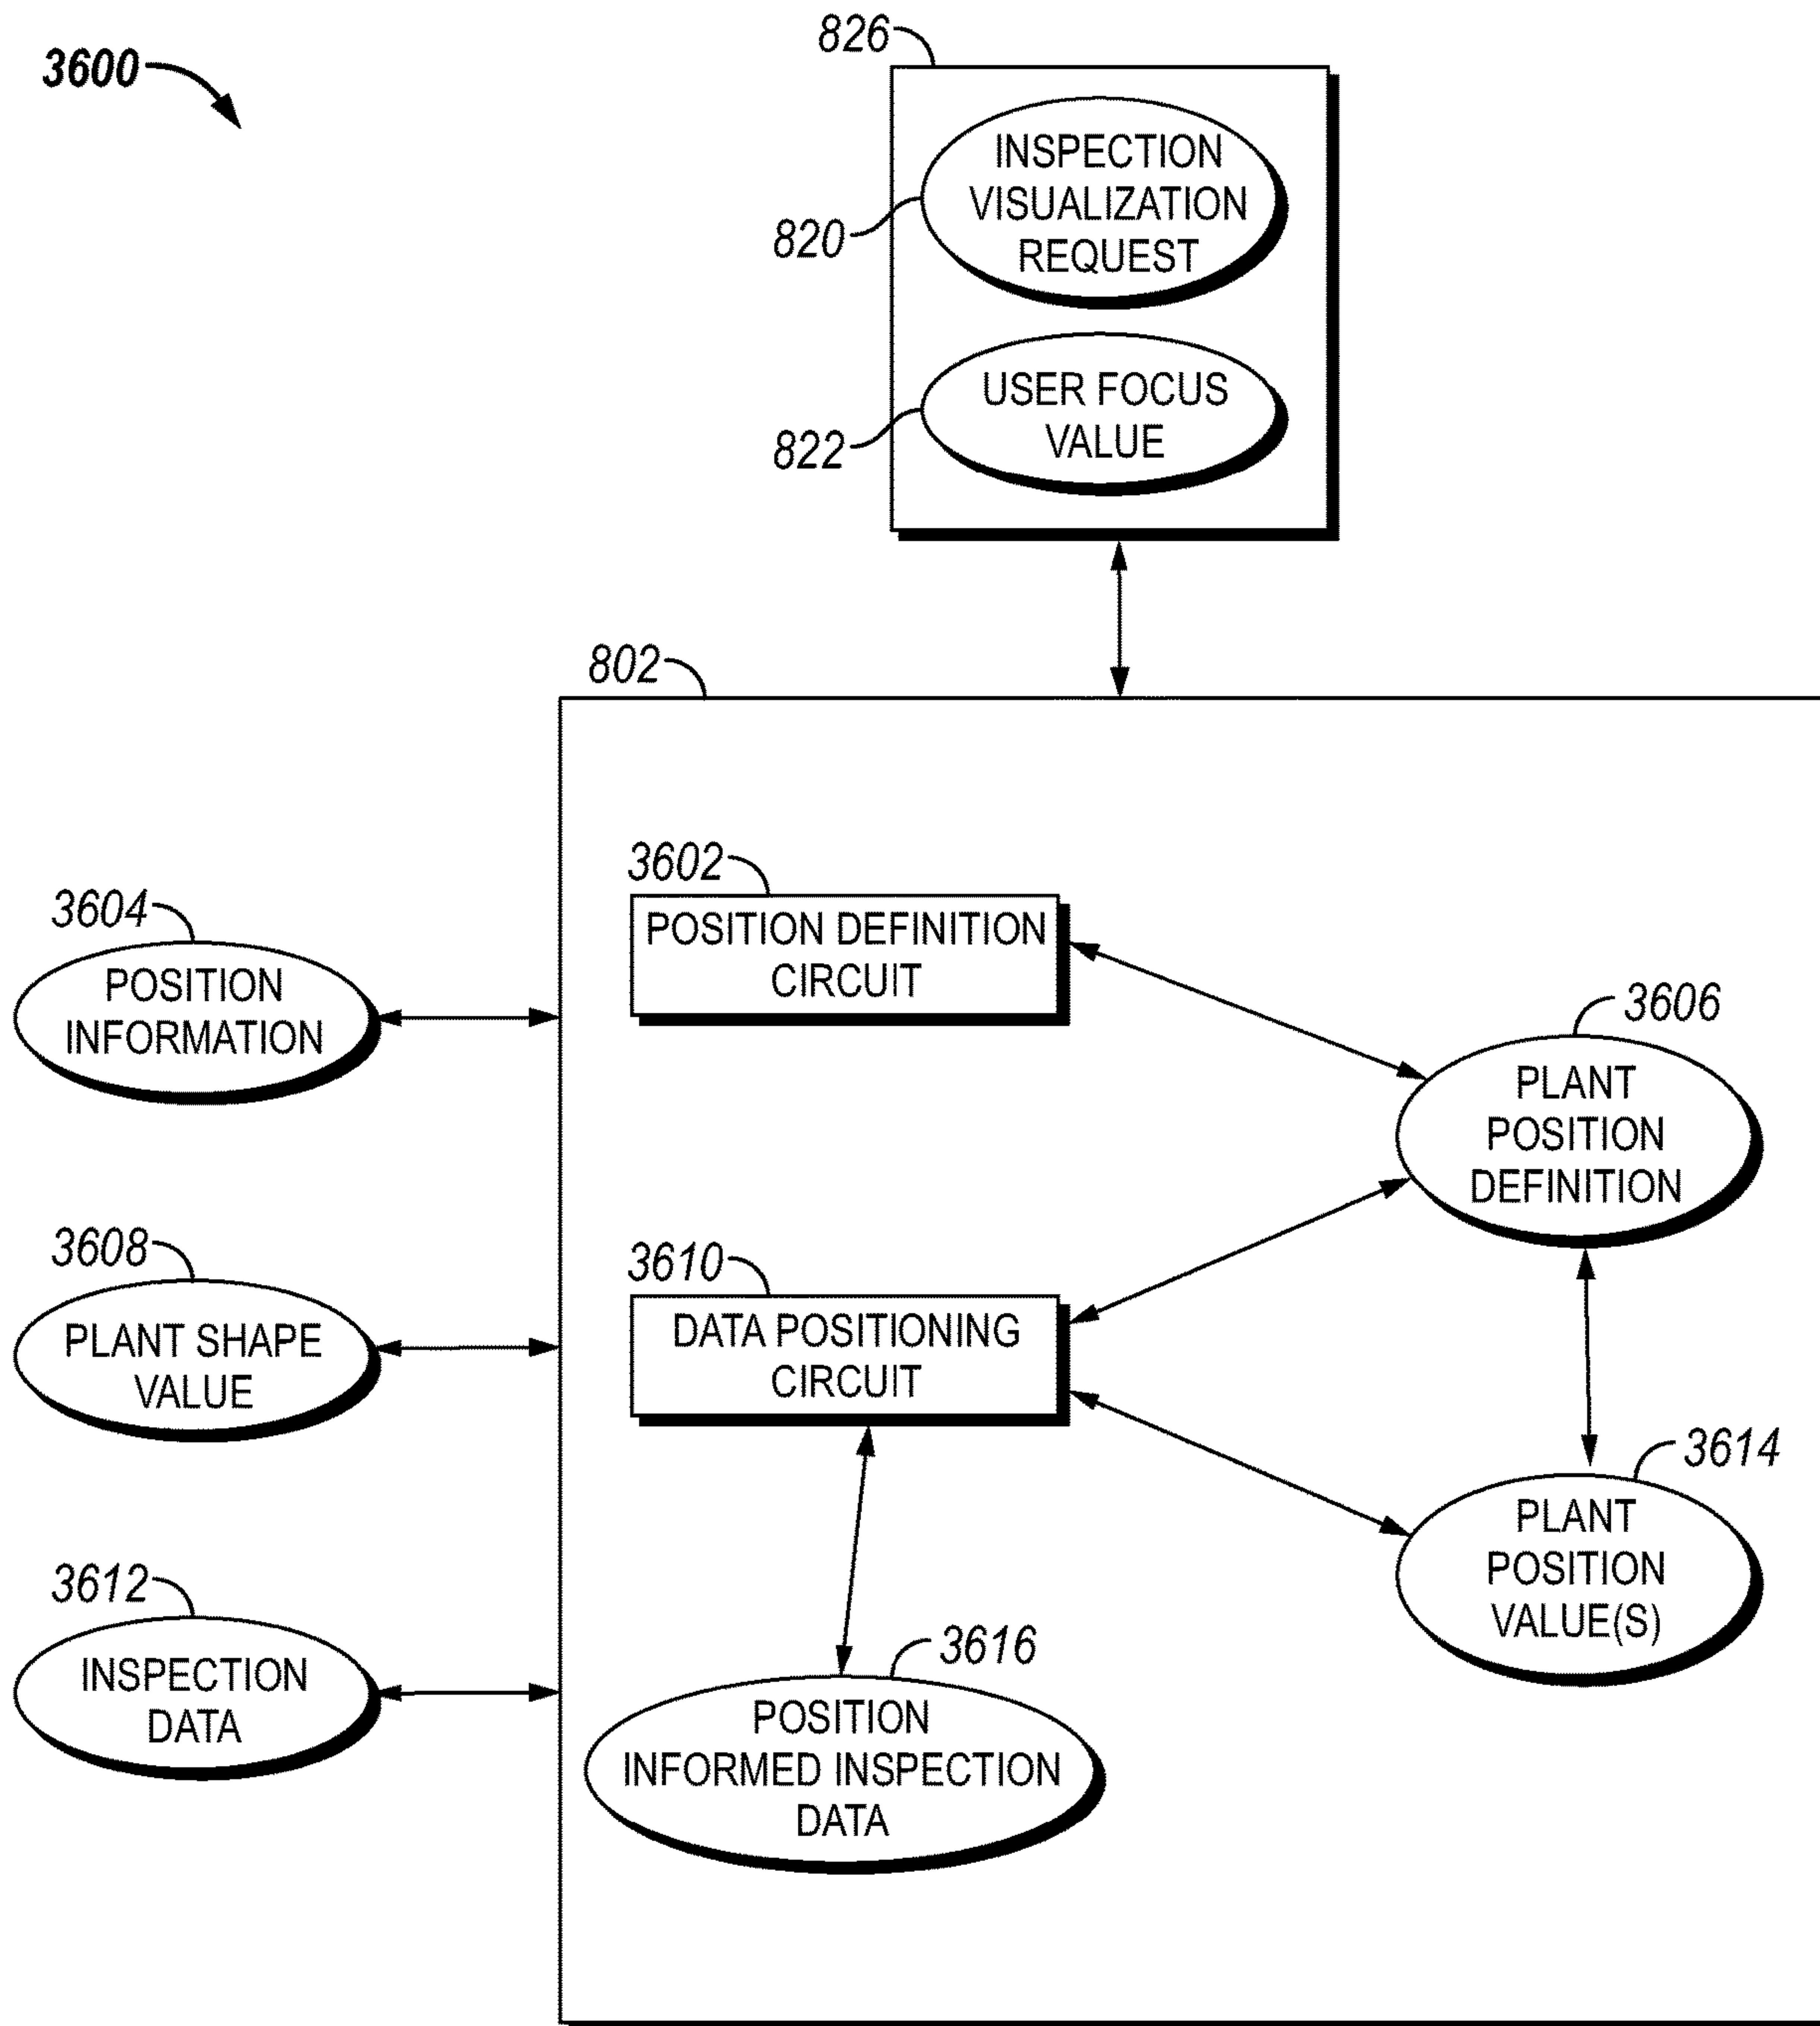 3600
826
INSPECTION
VISUALIZATION
REQUEST
820
USER FOCUS
VALUE
822
802
3602
POSITION DEFINITION
CIRCUIT
3604
POSITION
INFORMATION
3606
PLANT
POSITION
DEFINITION
3608
PLANT SHAPE
VALUE
3610
DATA POSITIONING
CIRCUIT
3614
PLANT
POSITION
VALUE(S)
3612
INSPECTION
DATA
3616
POSITION
INFORMED INSPECTION
DATA